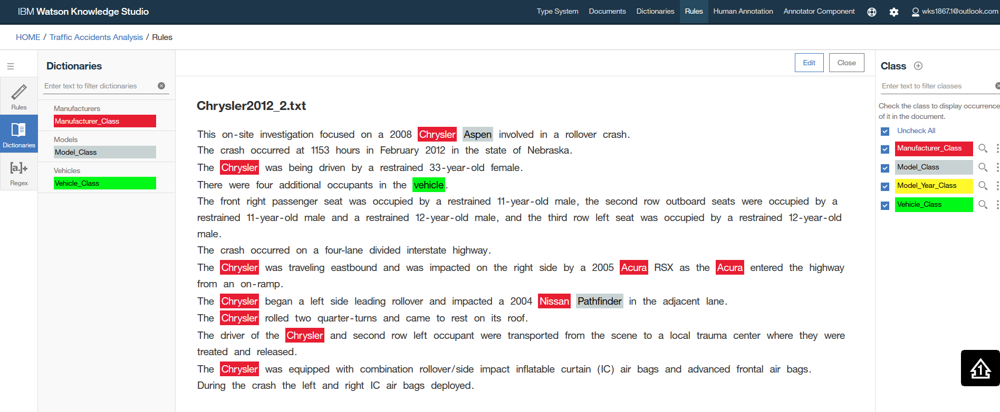 IBM Watson Knowledge Studio
Type System Documents Dictionaries Rules Human Annotation Annotator Component wks1867.1@outlook.com
HOME / Traffic Accidents Analysis / Rules
Rules
Dictionaries
[a.]+
Regex
Dictionaries
Enter text to filter dictionaries
Manufacturers
Manufacturer_Class
Models
Model_Class
Vehicles
Vehicle_Class
Edit Close
Chrysler2012_2.txt
This on-site investigation focused on a 2008 Chrysler Aspen involved in a rollover crash.
The crash occurred at 1153 hours in February 2012 in the state of Nebraska.
The Chrysler was being driven by a restrained 33-year-old female.
There were four additional occupants in the vehicle.
The front right passenger seat was occupied by a restrained 11-year-old male, the second row outboard seats were occupied by a
restrained 11-year-old male and a restrained 12-year-old male, and the third row left seat was occupied by a restrained 12-year-old
male.
The crash occurred on a four-lane divided interstate highway.
The Chrysler was traveling eastbound and was impacted on the right side by a 2005 Acura RSX as the Acura entered the highway
from an on-ramp.
The Chrysler began a left side leading rollover and impacted a 2004 Nissan Pathfinder in the adjacent lane.
The Chrysler rolled two quarter-turns and came to rest on its roof.
The driver of the Chrysler and second row left occupant were transported from the scene to a local trauma center where they were
treated and released.
The Chrysler was equipped with combination rollover/side impact inflatable curtain (IC) air bags and advanced frontal air bags.
During the crash the left and right IC air bags deployed.
Class
Enter text to filter classes
Check the class to display occurrence
of it in the document.
Uncheck All
Manufacturer_Class
Model_Class
Model_Year_Class
Vehicle_Class
1